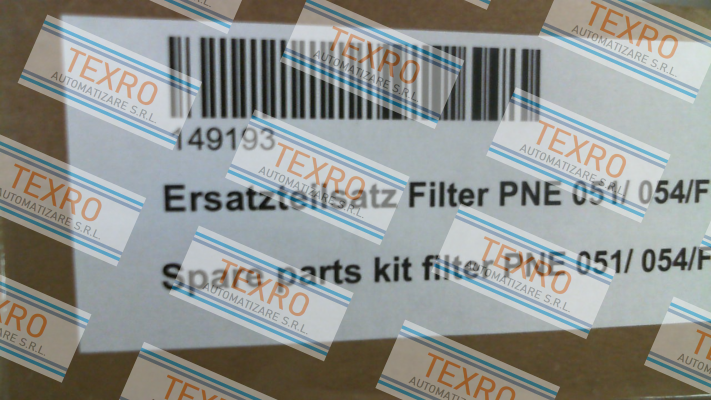 149193
Ersatzteilsatz Filter PNE 051/ 054/F
Spare parts kit filter PNE 051/ 054/F
TEXRO
AUTOMATIZARE S.R.L.